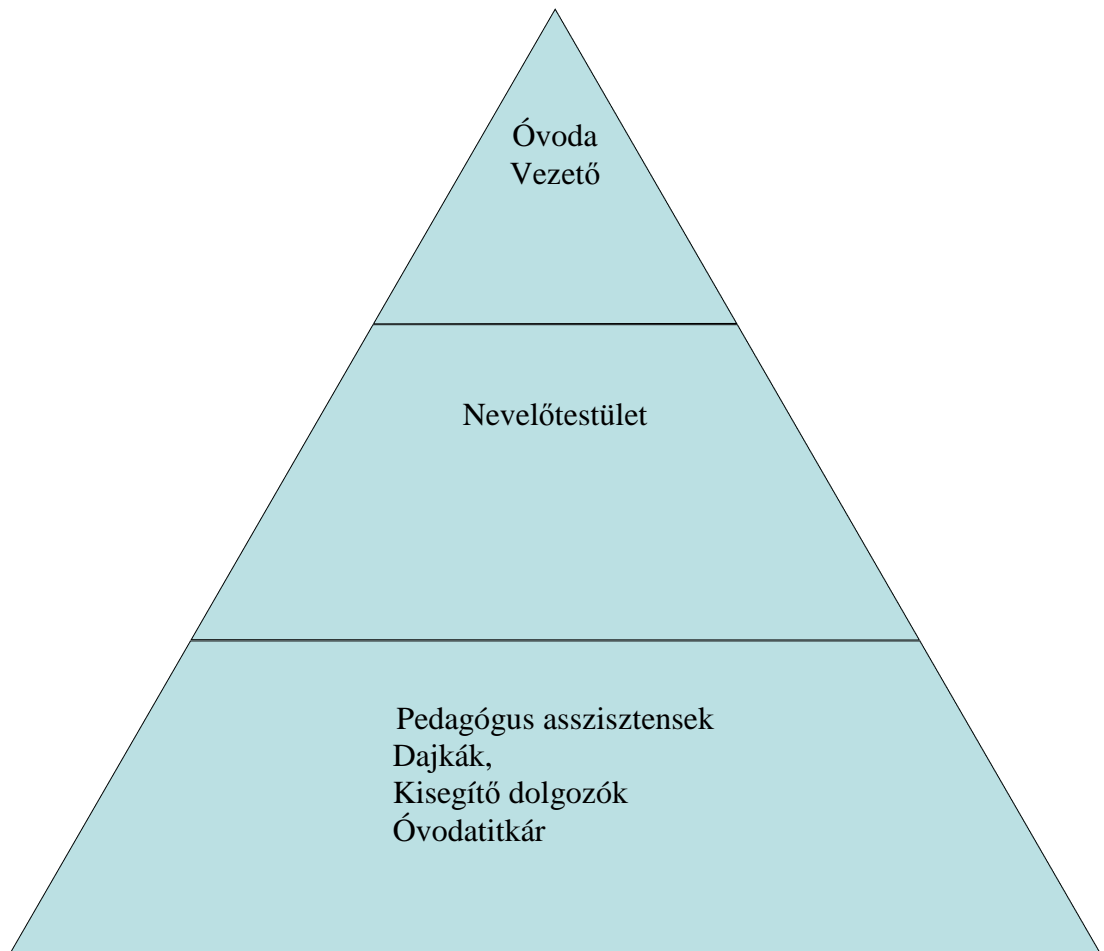 Óvoda
Vezető
Nevelőtestület
Pedagógus asszisztensek
Dajkák,
Kisegítő dolgozók
Óvodatitkár